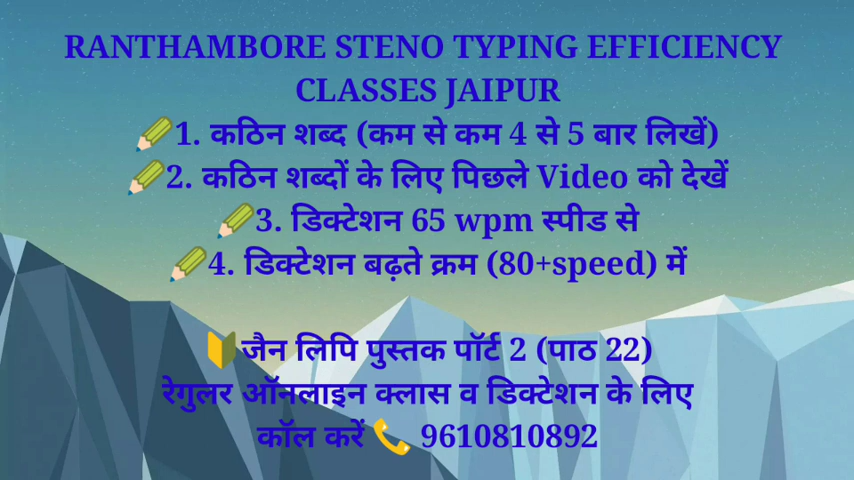 RANTHAMBORE STENO TYPING EFFICIENCY
CLASSES JAIPUR
1. कठिन शब्द (कम से कम 4 से 5 बार लिखें)
2. कठिन शब्दों के लिए पिछले Video को देखें
3. डिक्टेशन 65 wpm स्पीड से
4. डिक्टेशन बढ़ते क्रम (80+speed) में
जैन लिपि पुस्तक पॉर्ट 2 (पाठ 22)
रेगुलर ऑनलाइन क्लास व डिक्टेशन के लिए
कॉल करें 9610810892